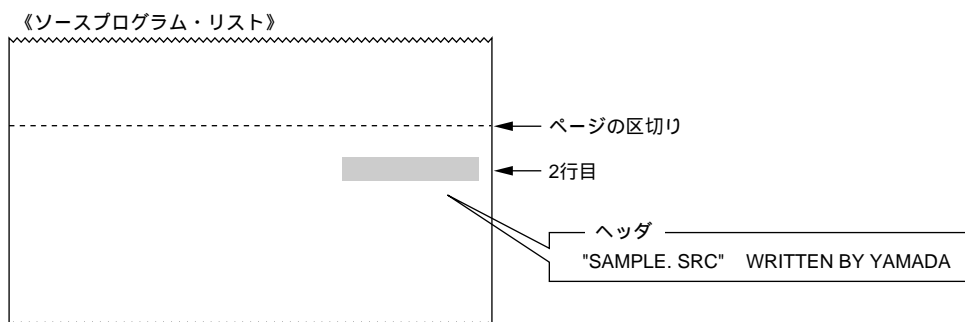 《ソースプログラム・リスト》
ページの区切り
2行目
ヘッダ
"SAMPLE. SRC" WRITTEN BY YAMADA